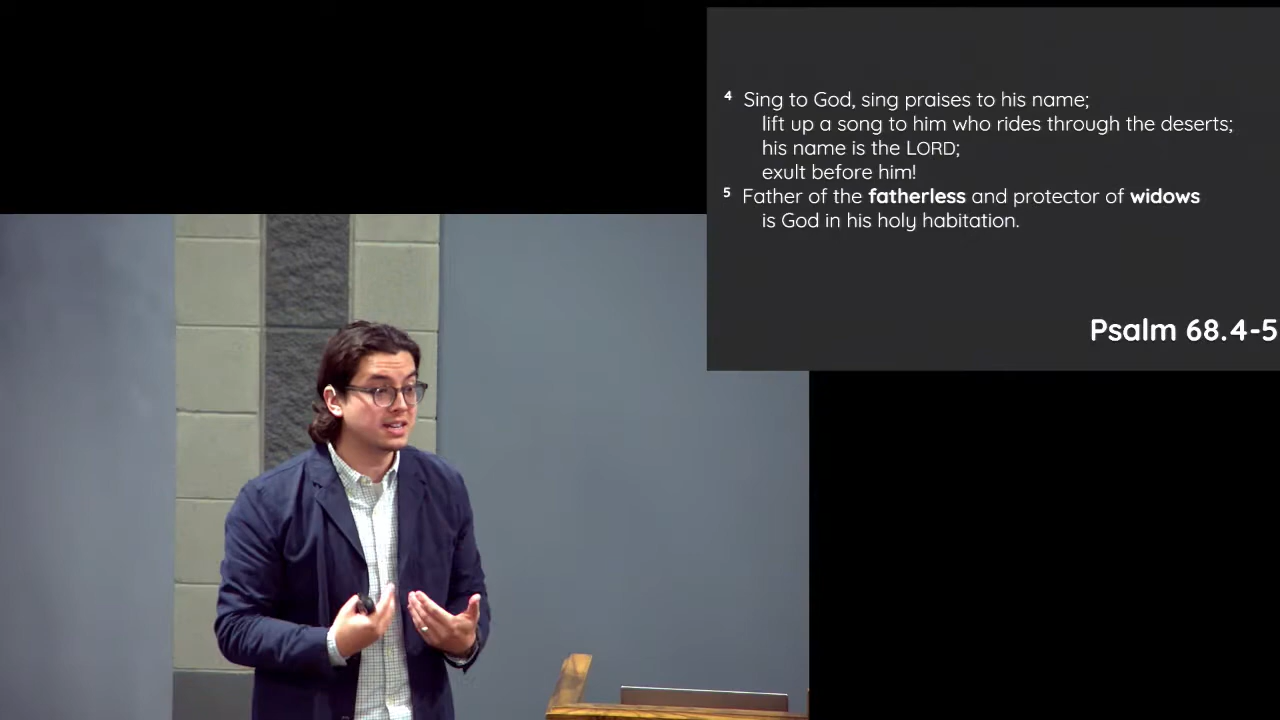 4 Sing to God, sing praises to his name;
lift up a song to him who rides through the deserts;
his name is the LORD;
exult before him!
5 Father of the fatherless and protector of widows
is God in his holy habitation.
Psalm 68.4-5